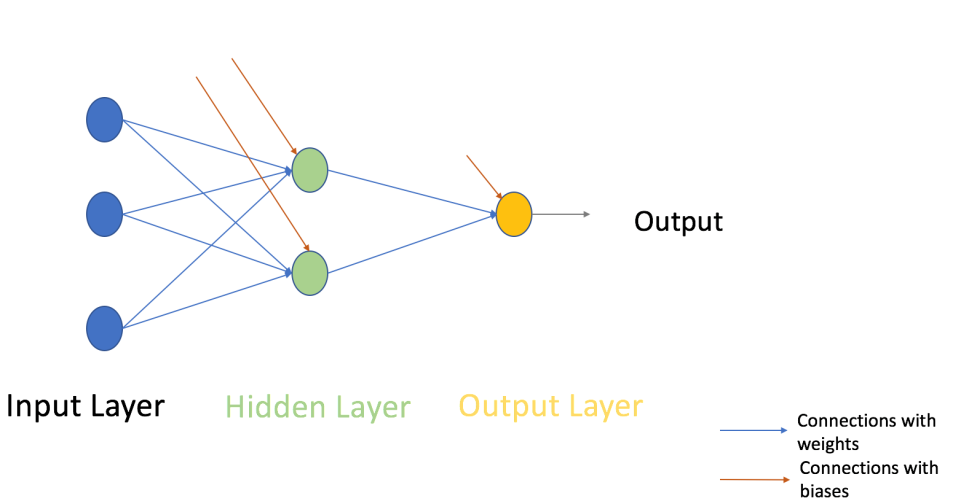 Output
Input Layer
Hidden Layer
Output Layer
Connections with
weights
Connections with
biases